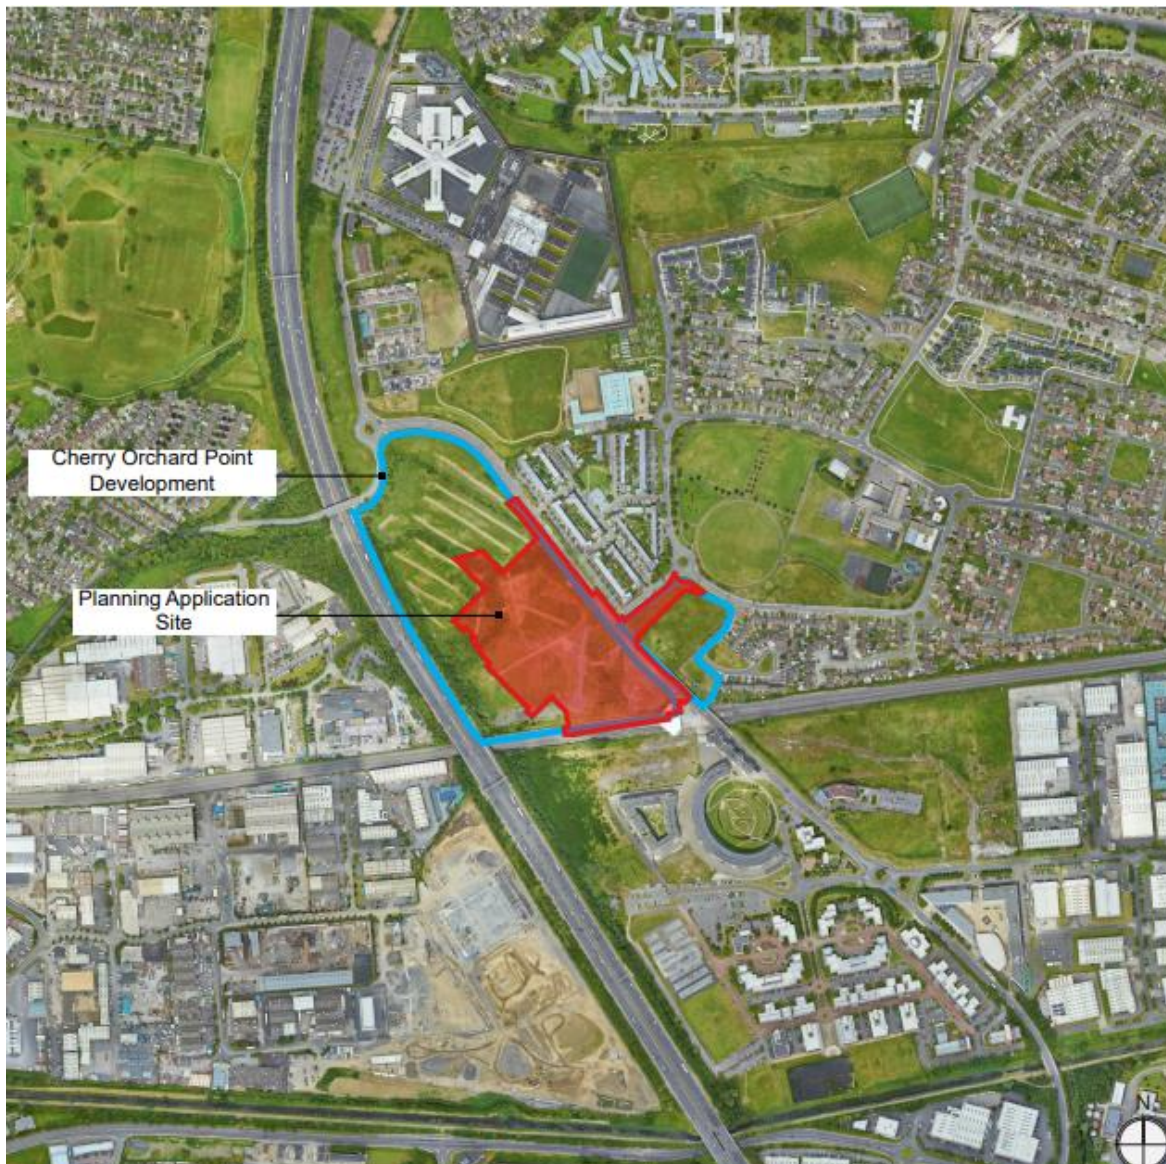 Cherry Orchard Point
Development
Planning Application
Site
N